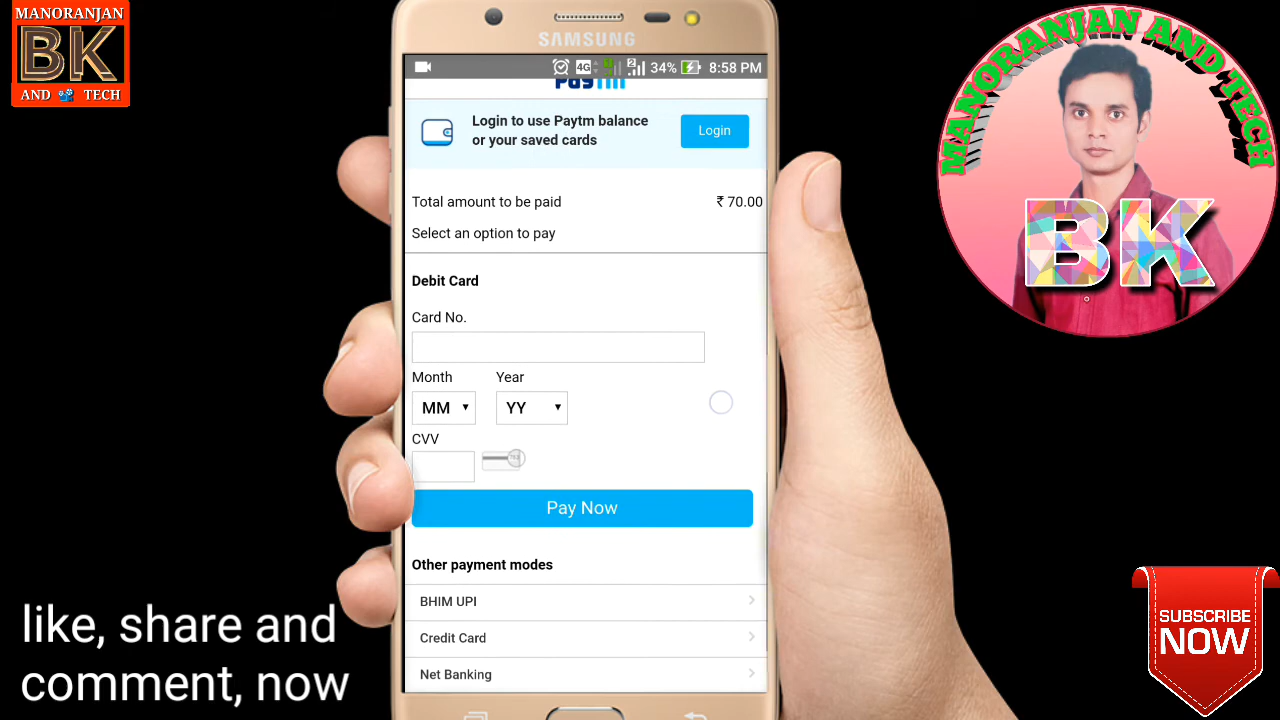 MANORANJAN
BK
AND TECH
SAMSUNG
4G 1 2 34% 8:58 PM
Paytm
Login to use Paytm balance
or your saved cards
Login
Total amount to be paid
₹ 70.00
Select an option to pay
Debit Card
Card No.
Month Year
MM YY
CVV
Pay Now
Other payment modes
BHIM UPI
Credit Card
Net Banking
MANORANJAN AND TECH
BK
like, share and
comment, now
SUBSCRIBE
NOW